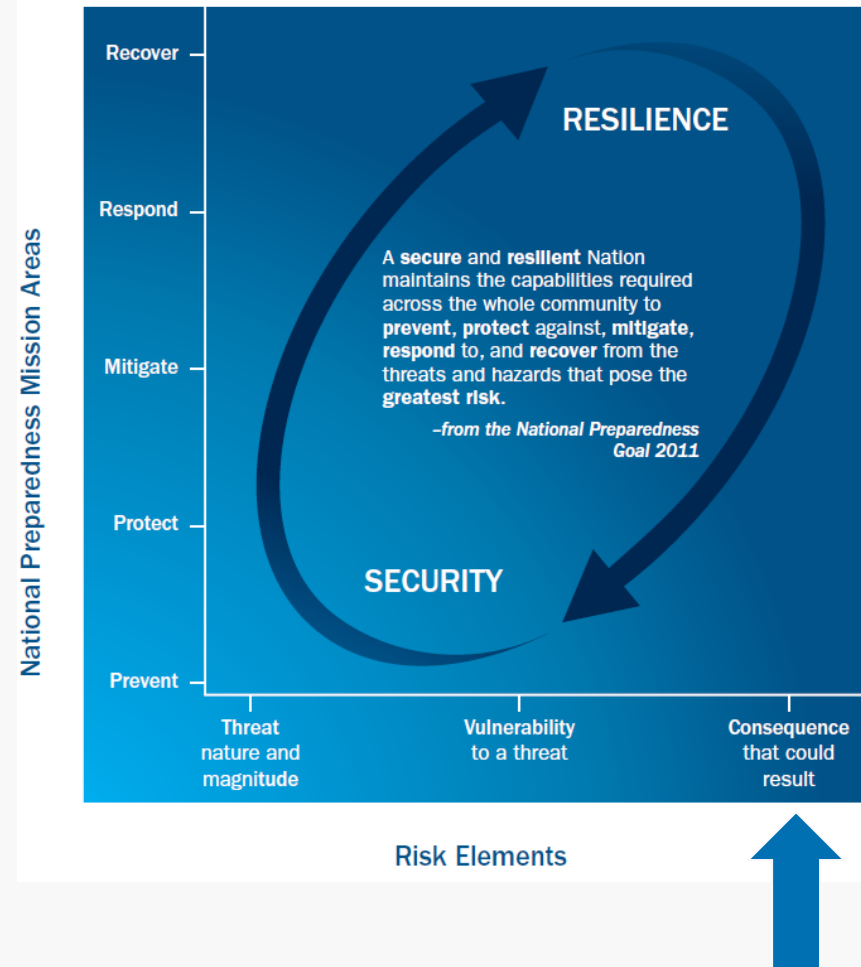 National Preparedness Mission Areas
Recover
Respond
Mitigate
Protect
Prevent
RESILIENCE
A secure and resilient Nation
maintains the capabilities required
across the whole community to
prevent, protect against, mitigate,
respond to, and recover from the
threats and hazards that pose the
greatest risk.
–from the National Preparedness
Goal 2011
SECURITY
Threat
nature and
magnitude
Vulnerability
to a threat
Consequence
that could
result
Risk Elements